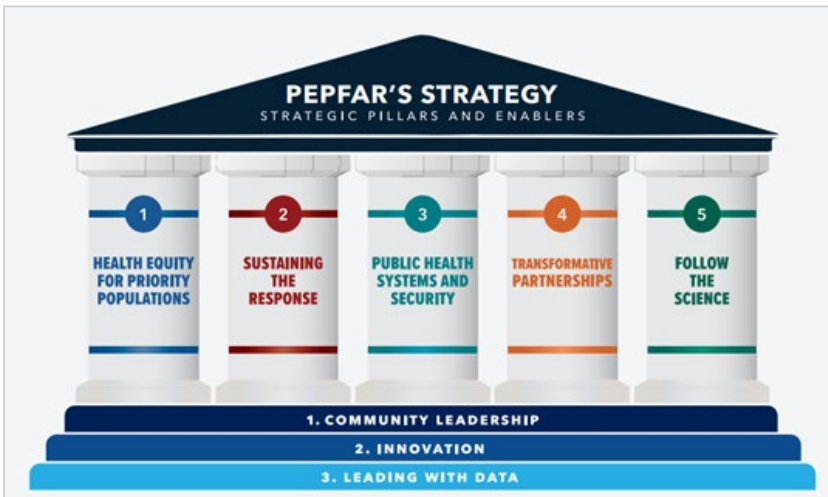 PEPFAR'S STRATEGY
STRATEGIC PILLARS AND ENABLERS
1
HEALTH EQUITY
FOR PRIORITY
POPULATIONS
2
SUSTAINING
THE
RESPONSE
3
PUBLIC HEALTH
SYSTEMS AND
SECURITY
4
TRANSFORMATIVE
PARTNERSHIPS
5
FOLLOW
THE
SCIENCE
1. COMMUNITY LEADERSHIP
2. INNOVATION
3. LEADING WITH DATA